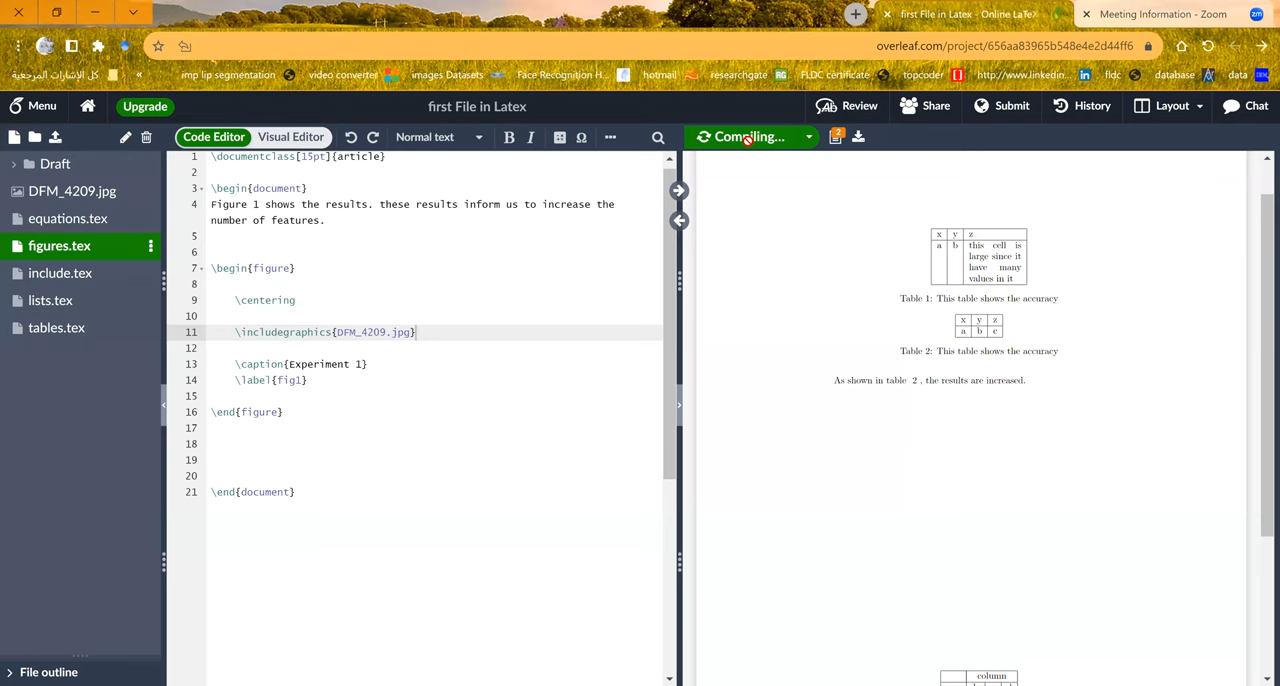 first File in Latex - Online LaTe
Meeting Information - Zoom
zm
overleaf.com/project/656aa83965b548e4e2d44ff6
كل الإشارات المرجعية
»
imp lip segmentation
video converter
images Datasets
Face Recognition H...
hotmail
researchgate
RG
FLDC certificate
topcoder
http://www.linkedin...
in
fldc
database
data
Menu
Upgrade
first File in Latex
Review
Share
Submit
History
Layout
Chat
Code Editor
Visual Editor
Normal text
B
I
Ω
Compiling...
2
Draft
DFM_4209.jpg
equations.tex
figures.tex
include.tex
lists.tex
tables.tex
File outline
1 \documentclass[15pt]{article}
2
3 \begin{document}
4 Figure 1 shows the results. these results inform us to increase the
number of features.
5
6
7 \begin{figure}
8
9 \centering
10
11 \includegraphics{DFM_4209.jpg}
12
13 \caption{Experiment 1}
14 \label{fig1}
15
16 \end{figure}
17
18
19
20
21 \end{document}
x y z
a b this cell is
large since it
have many
values in it
Table 1: This table shows the accuracy
x y z
a b c
Table 2: This table shows the accuracy
As shown in table 2 , the results are increased.
column